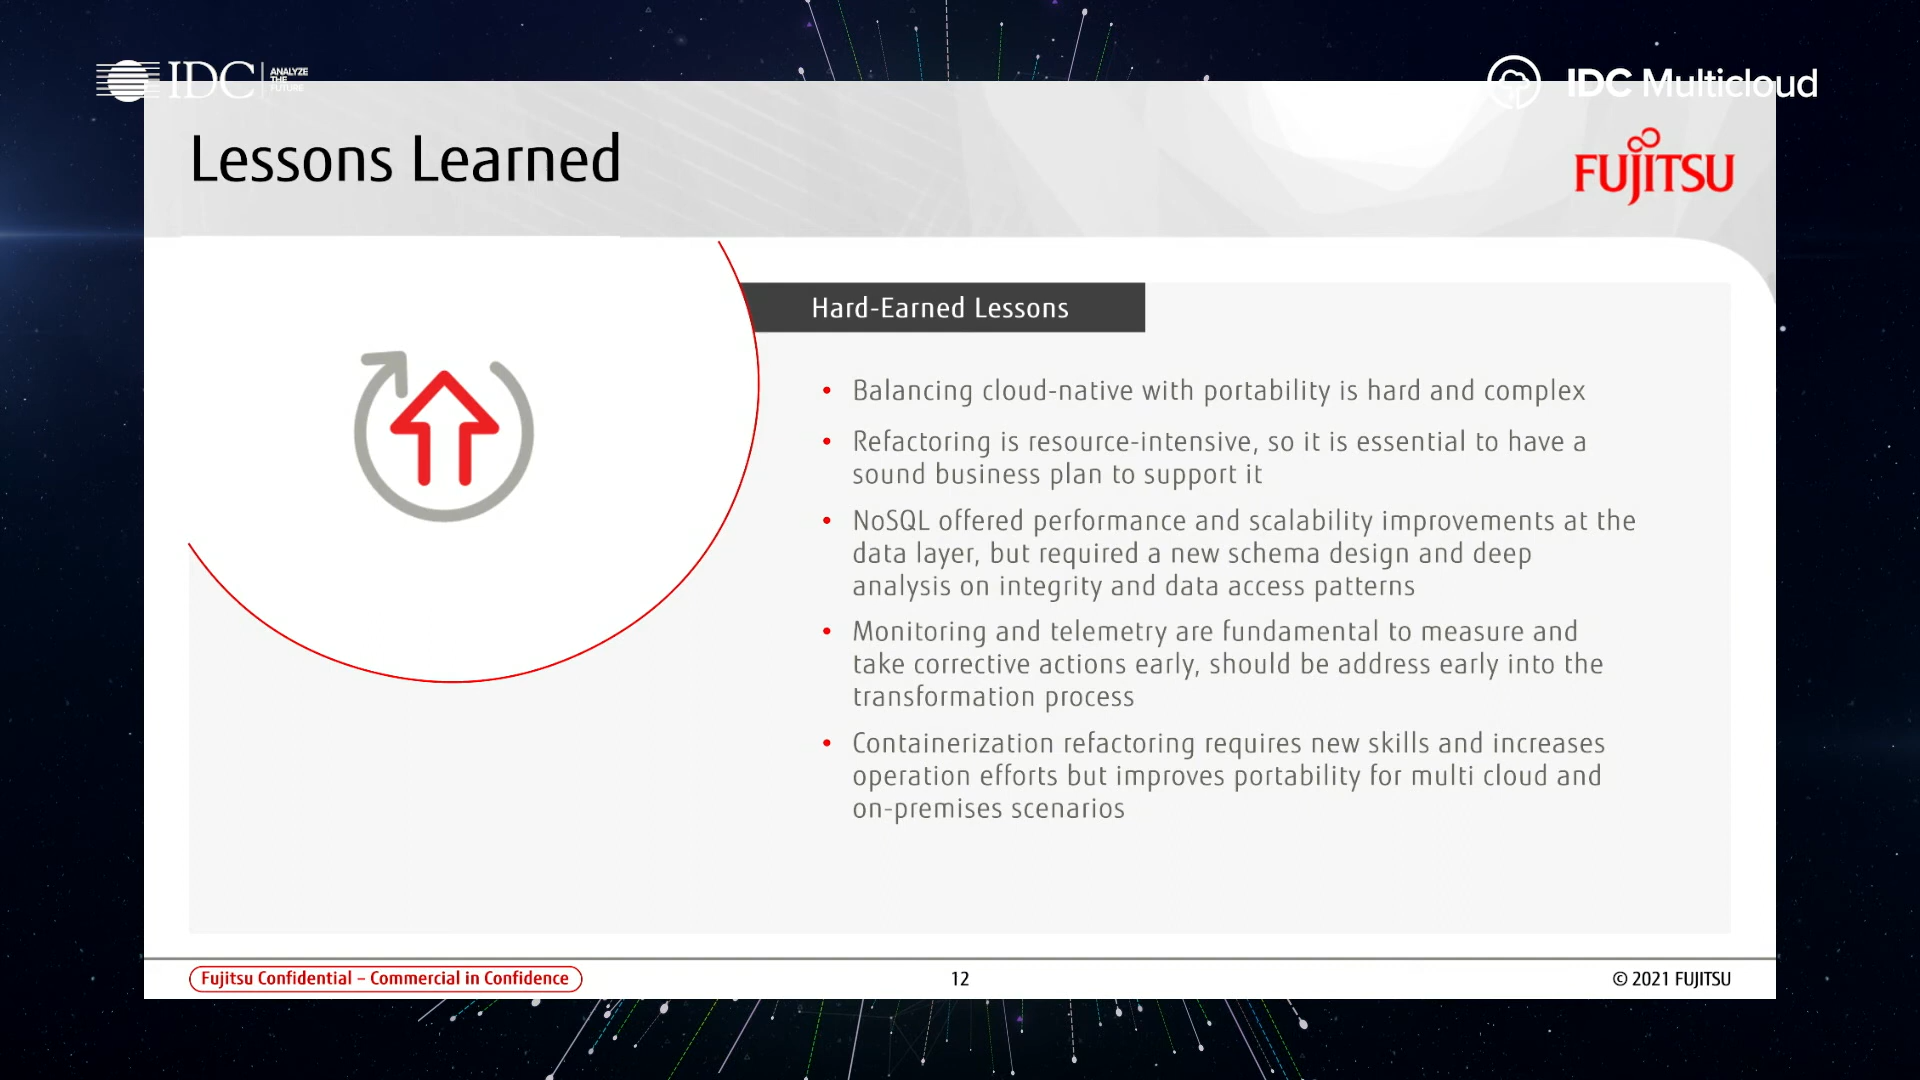 IDC
ANALYZE
THE
FUTURE
IDC Multicloud
Lessons Learned
FUJITSU
Hard-Earned Lessons
• Balancing cloud-native with portability is hard and complex
• Refactoring is resource-intensive, so it is essential to have a
sound business plan to support it
• NoSQL offered performance and scalability improvements at the
data layer, but required a new schema design and deep
analysis on integrity and data access patterns
• Monitoring and telemetry are fundamental to measure and
take corrective actions early, should be address early into the
transformation process
• Containerization refactoring requires new skills and increases
operation efforts but improves portability for multi cloud and
on-premises scenarios
Fujitsu Confidential – Commercial in Confidence
12
© 2021 FUJITSU